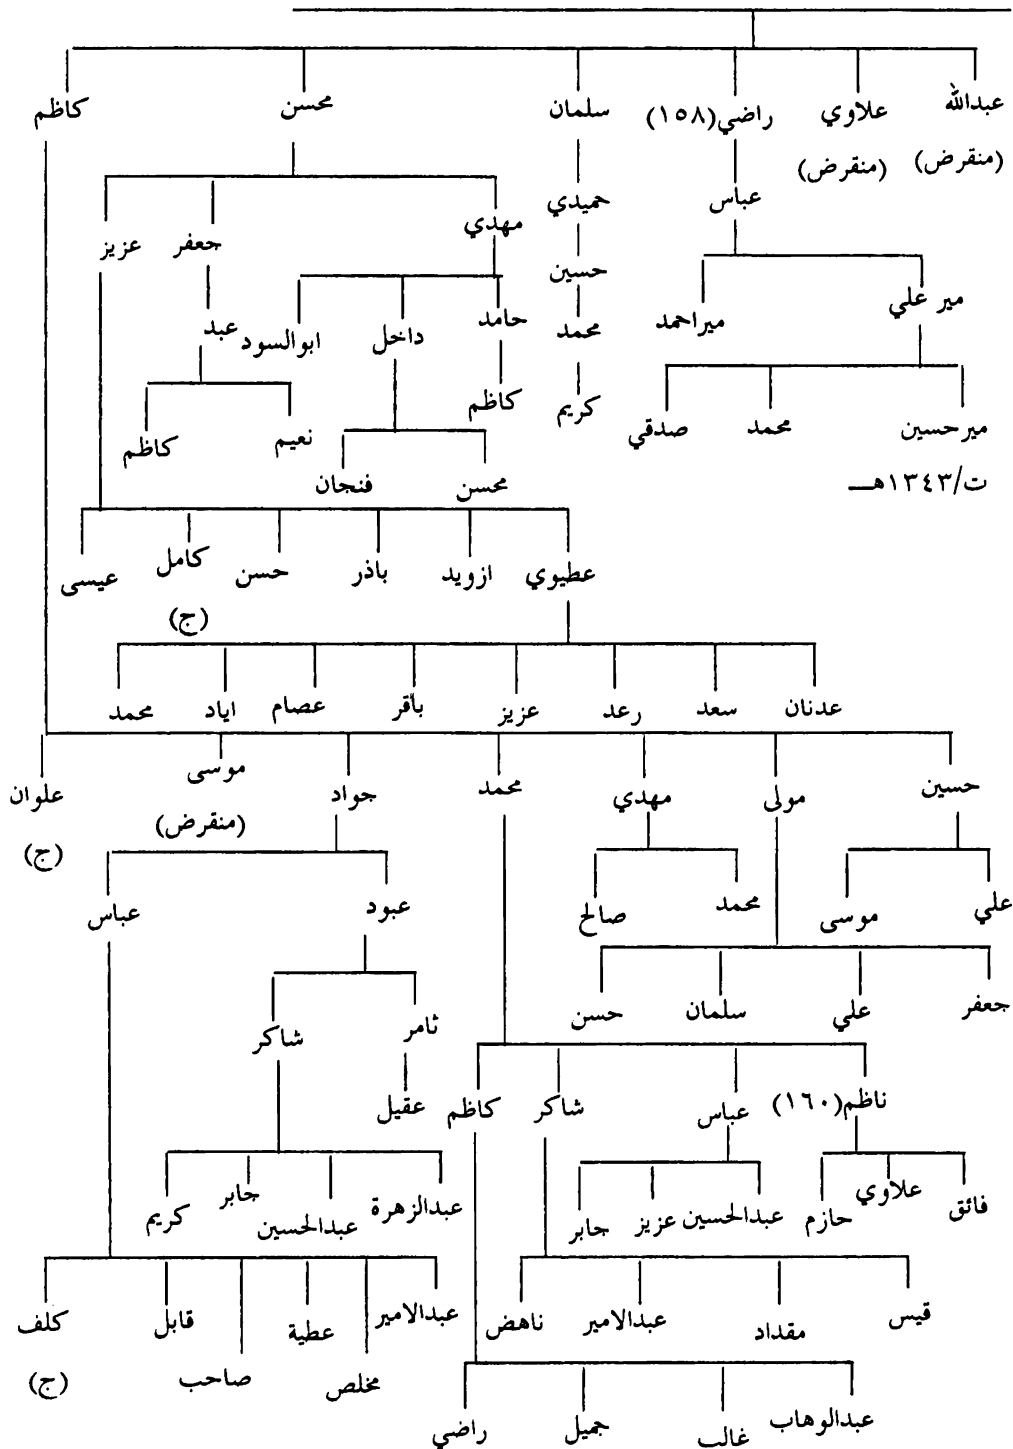 عبدالله علاوي راضي(١٥٨) سلمان محسن كاظم
(منقرض) (منقرض)
عباس حميدي مهدي جعفر عزيز
مير علي ميراحمد حسين حامد داخل ابوالسود عبد
محمد
ميرحسين محمد صدقي كريم كاظم نعيم كاظم
ت/١٣٤٣هـ محسن فنجان
عطيوي ازويد باذر حسن كامل عيسى
(ج)
عدنان سعد رعد عزيز باقر عصام اياد محمد
حسين مولى مهدي محمد جواد موسى علوان
(منقرض) (ج)
علي موسى محمد صالح عبود عباس
جعفر علي سلمان حسن ثامر شاكر
ناظم(١٦٠) عباس شاكر كاظم عقيل
فائق علاوي حازم عبدالحسين عزيز جابر عبدالزهرة عبدالحسين جابر كريم
قيس مقداد عبدالامير ناهض عبدالامير مخلص عطية صاحب قابل كلف
(ج)
عبدالوهاب غالب جميل راضي